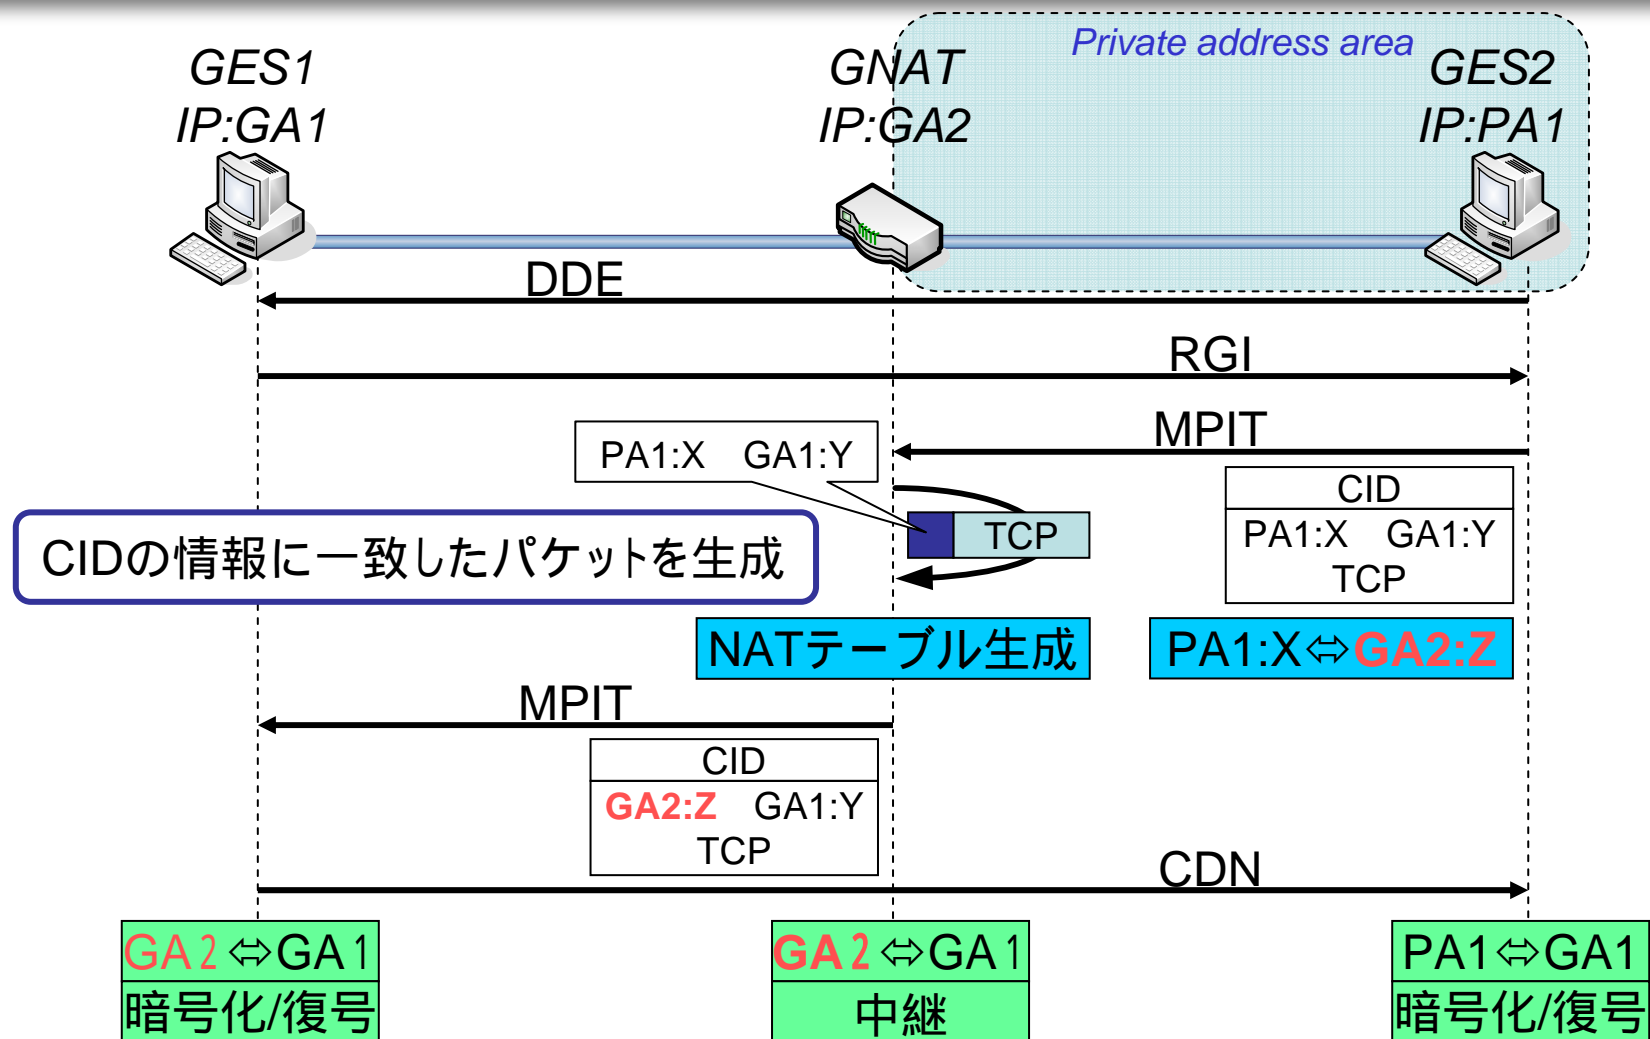 Private address area
GES1
IP:GA1
GNAT
IP:GA2
GES2
IP:PA1
DDE
RGI
MPIT
PA1:X GA1:Y
CID
PA1:X GA1:Y
TCP
TCP
CIDの情報に一致したパケットを生成
NATテーブル生成
PA1:X⇔GA2:Z
MPIT
CID
GA2:Z GA1:Y
TCP
CDN
GA2⇔GA1
暗号化/復号
GA2⇔GA1
中継
PA1⇔GA1
暗号化/復号